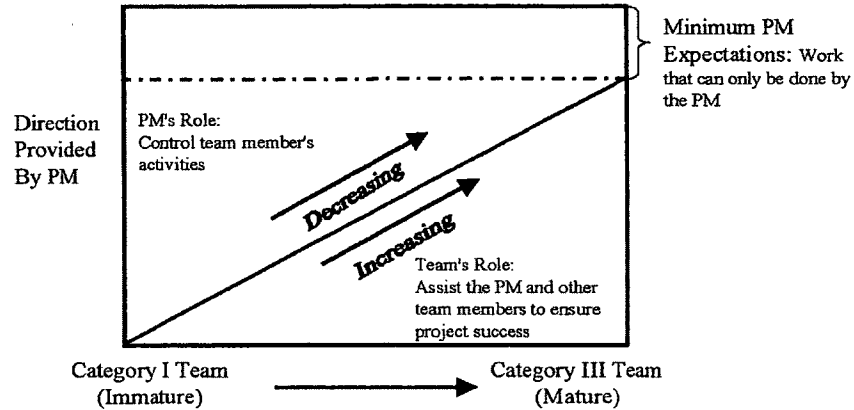 Minimum PM
Expectations: Work
that can only be done by
the PM
Direction
Provided
By PM
PM's Role:
Control team member's
activities
Decreasing
Increasing
Team's Role:
Assist the PM and other
team members to ensure
project success
Category I Team
(Immature)
Category III Team
(Mature)